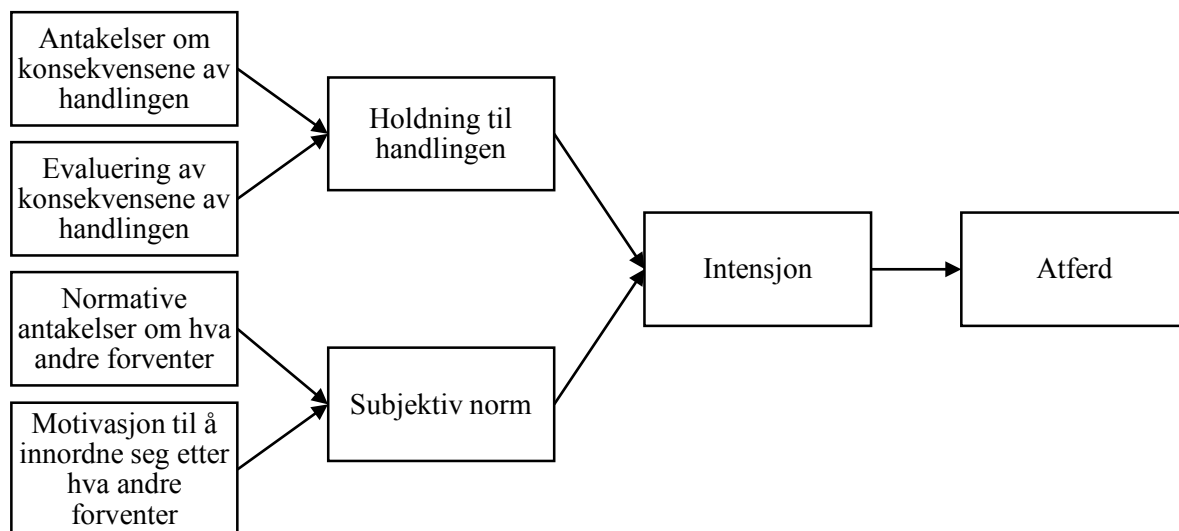 Antakelser om
konsekvensene av
handlingen
Evaluering av
konsekvensene av
handlingen
Normative
antakelser om hva
andre forventer
Motivasjon til å
innordne seg etter
hva andre
forventer
Holdning til
handlingen
Subjektiv norm
Intensjon
Atferd